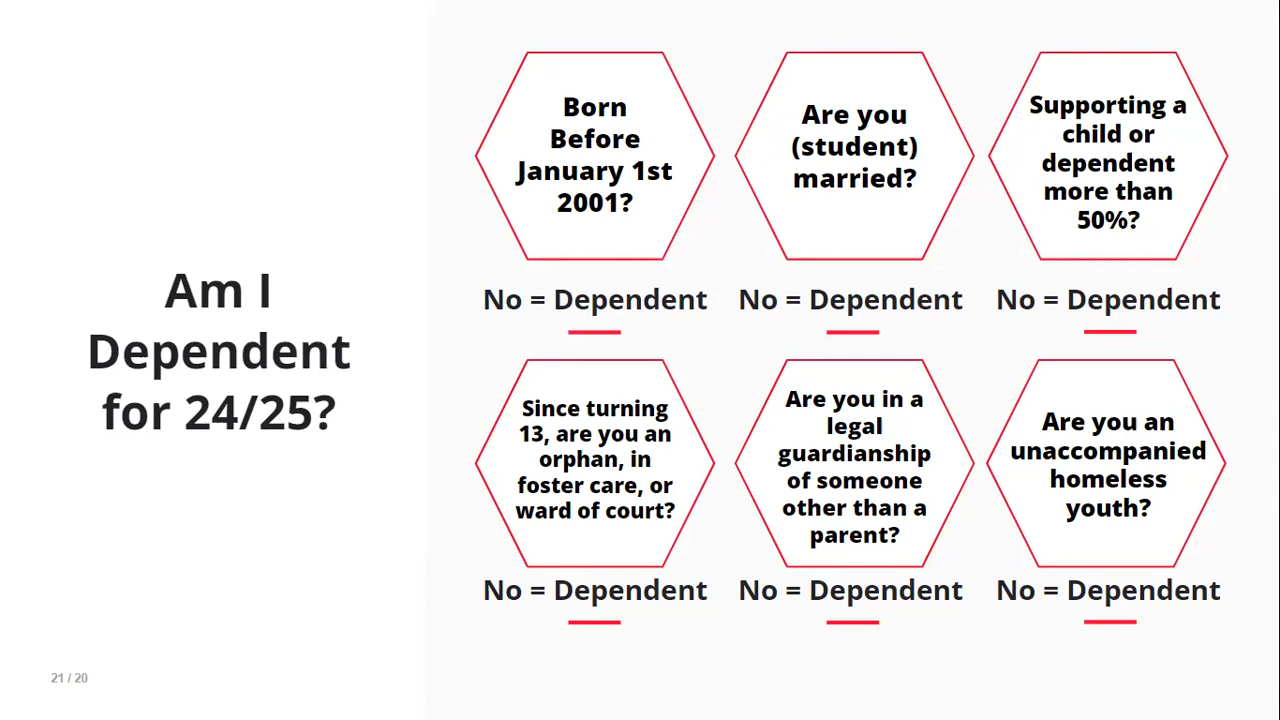 Am I
Dependent
for 24/25?
Born
Before
January 1st
2001?
No = Dependent
Are you
(student)
married?
No = Dependent
Supporting a
child or
dependent
more than
50%?
No = Dependent
Since turning
13, are you an
orphan, in
foster care, or
ward of court?
No = Dependent
Are you in a
legal
guardianship
of someone
other than a
parent?
No = Dependent
Are you an
unaccompanied
homeless
youth?
No = Dependent
21 / 20